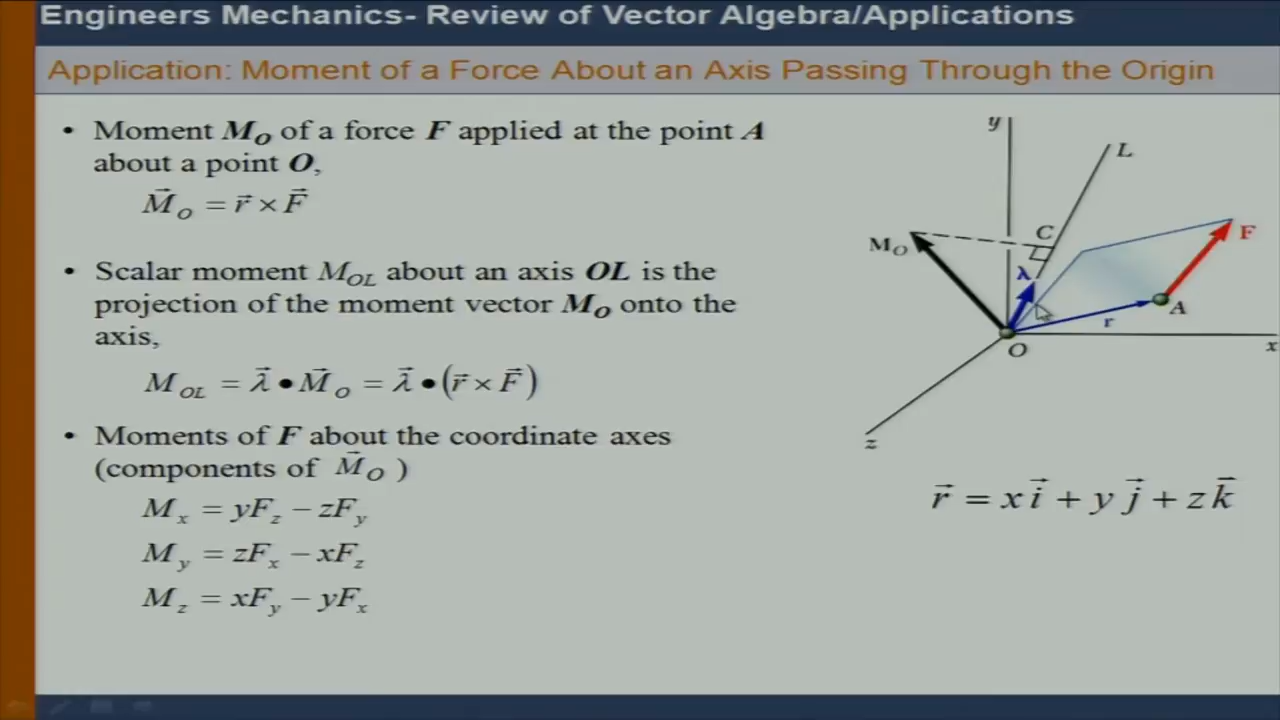 Engineers Mechanics- Review of Vector Algebra/Applications
Application: Moment of a Force About an Axis Passing Through the Origin
• Moment M_O of a force F applied at the point A
about a point O,
M⃗_O = r⃗ × F⃗
• Scalar moment M_OL about an axis OL is the
projection of the moment vector M_O onto the
axis,
M_OL = λ⃗ • M⃗_O = λ⃗ • (r⃗ × F⃗)
• Moments of F about the coordinate axes
(components of M⃗_O )
M_x = yF_z − zF_y
M_y = zF_x − xF_z
M_z = xF_y − yF_x
y
L
C
F
M_O
λ
A
r
O
x
z
r⃗ = x i⃗ + y j⃗ + z k⃗